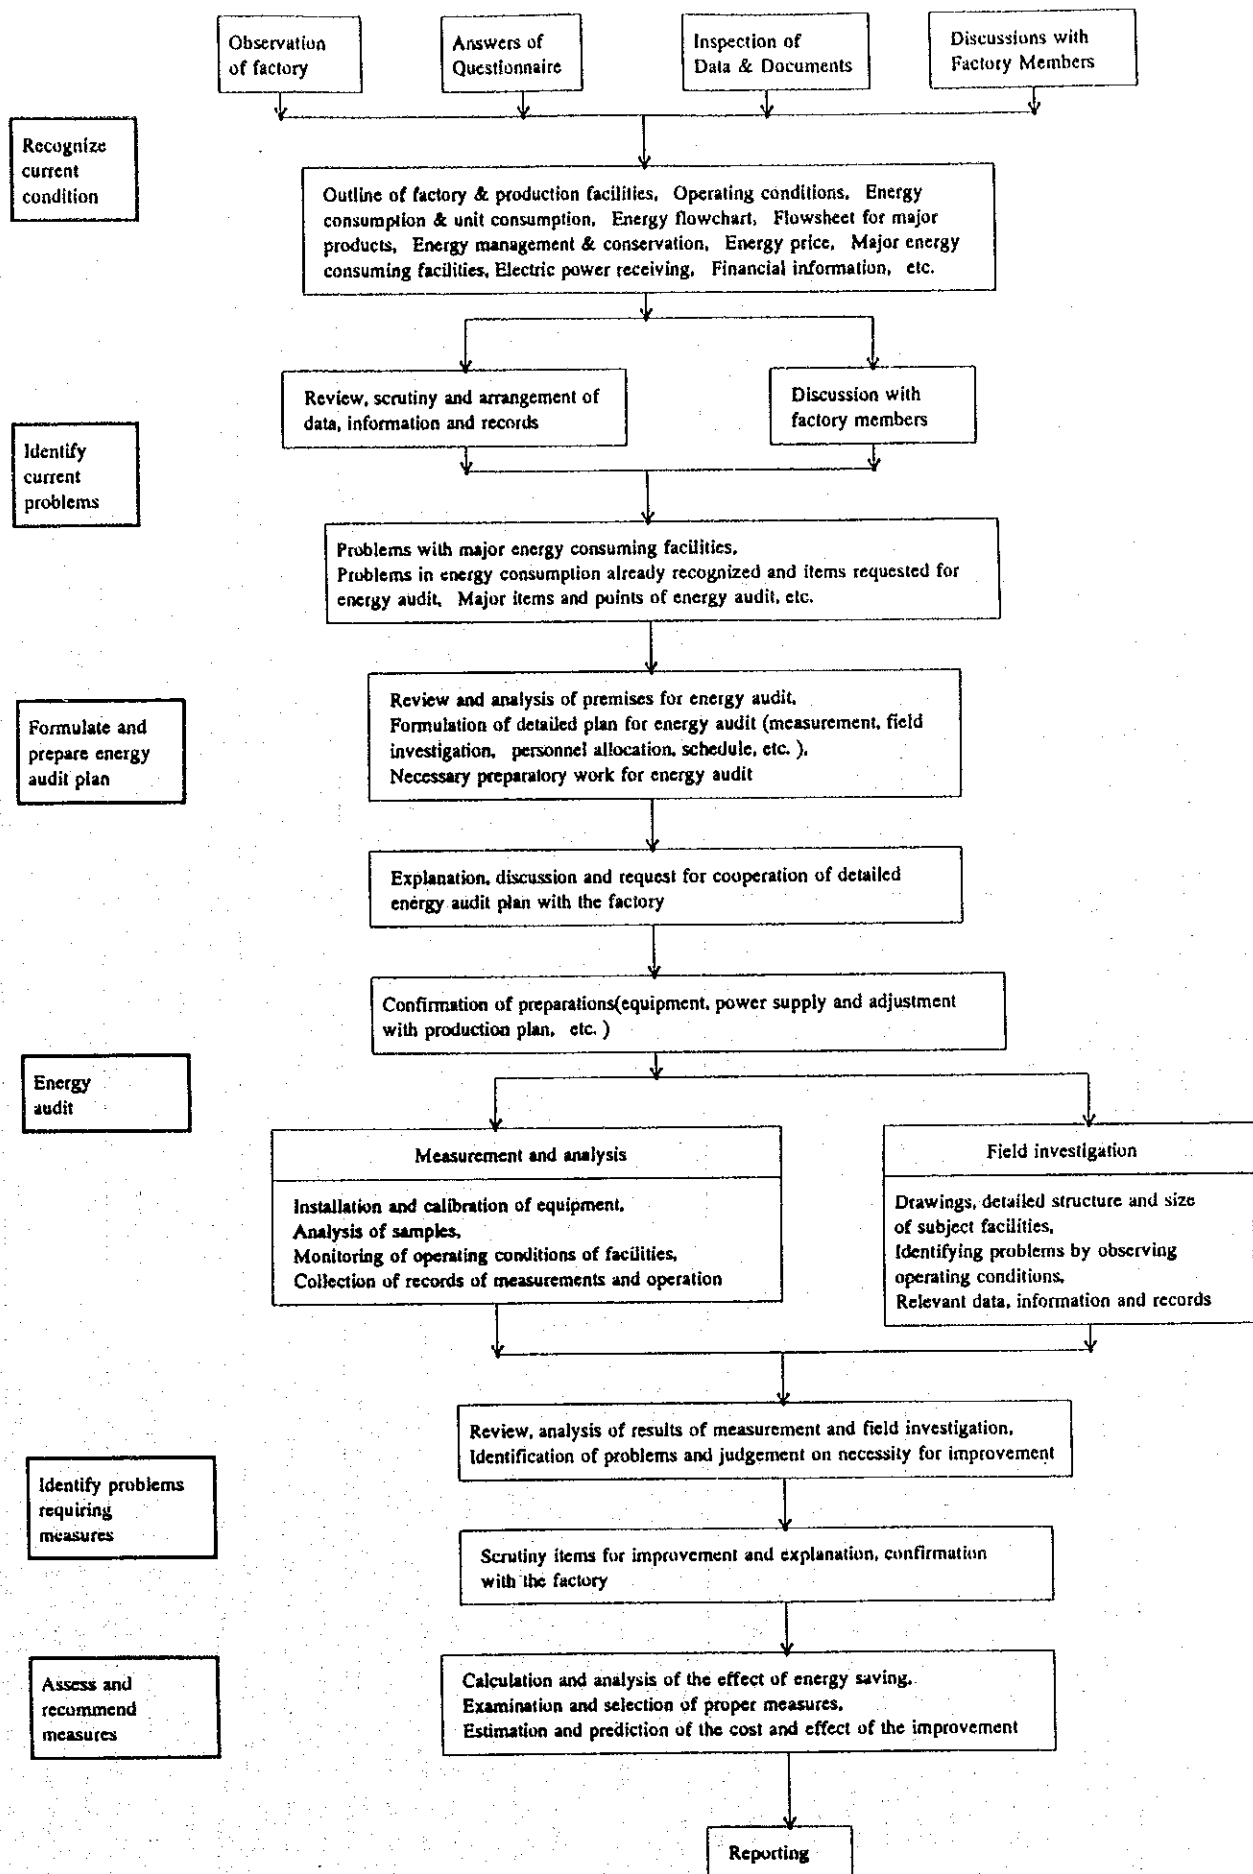 Observation
of factory
Answers of
Questionnaire
Inspection of
Data & Documents
Discussions with
Factory Members
Recognize
current
condition
Outline of factory & production facilities, Operating conditions, Energy
consumption & unit consumption, Energy flowchart, Flowsheet for major
products, Energy management & conservation, Energy price, Major energy
consuming facilities, Electric power receiving, Financial information, etc.
Review, scrutiny and arrangement of
data, information and records
Discussion with
factory members
Identify
current
problems
Problems with major energy consuming facilities,
Problems in energy consumption already recognized and items requested for
energy audit, Major items and points of energy audit, etc.
Formulate and
prepare energy
audit plan
Review and analysis of premises for energy audit,
Formulation of detailed plan for energy audit (measurement, field
investigation, personnel allocation, schedule, etc. ),
Necessary preparatory work for energy audit
Explanation, discussion and request for cooperation of detailed
energy audit plan with the factory
Confirmation of preparations(equipment, power supply and adjustment
with production plan, etc. )
Energy
audit
Measurement and analysis
Installation and calibration of equipment,
Analysis of samples,
Monitoring of operating conditions of facilities,
Collection of records of measurements and operation
Field investigation
Drawings, detailed structure and size
of subject facilities,
Identifying problems by observing
operating conditions,
Relevant data, information and records
Review, analysis of results of measurement and field investigation,
Identification of problems and judgement on necessity for improvement
Identify problems
requiring
measures
Scrutiny items for improvement and explanation, confirmation
with the factory
Assess and
recommend
measures
Calculation and analysis of the effect of energy saving,
Examination and selection of proper measures,
Estimation and prediction of the cost and effect of the improvement
Reporting